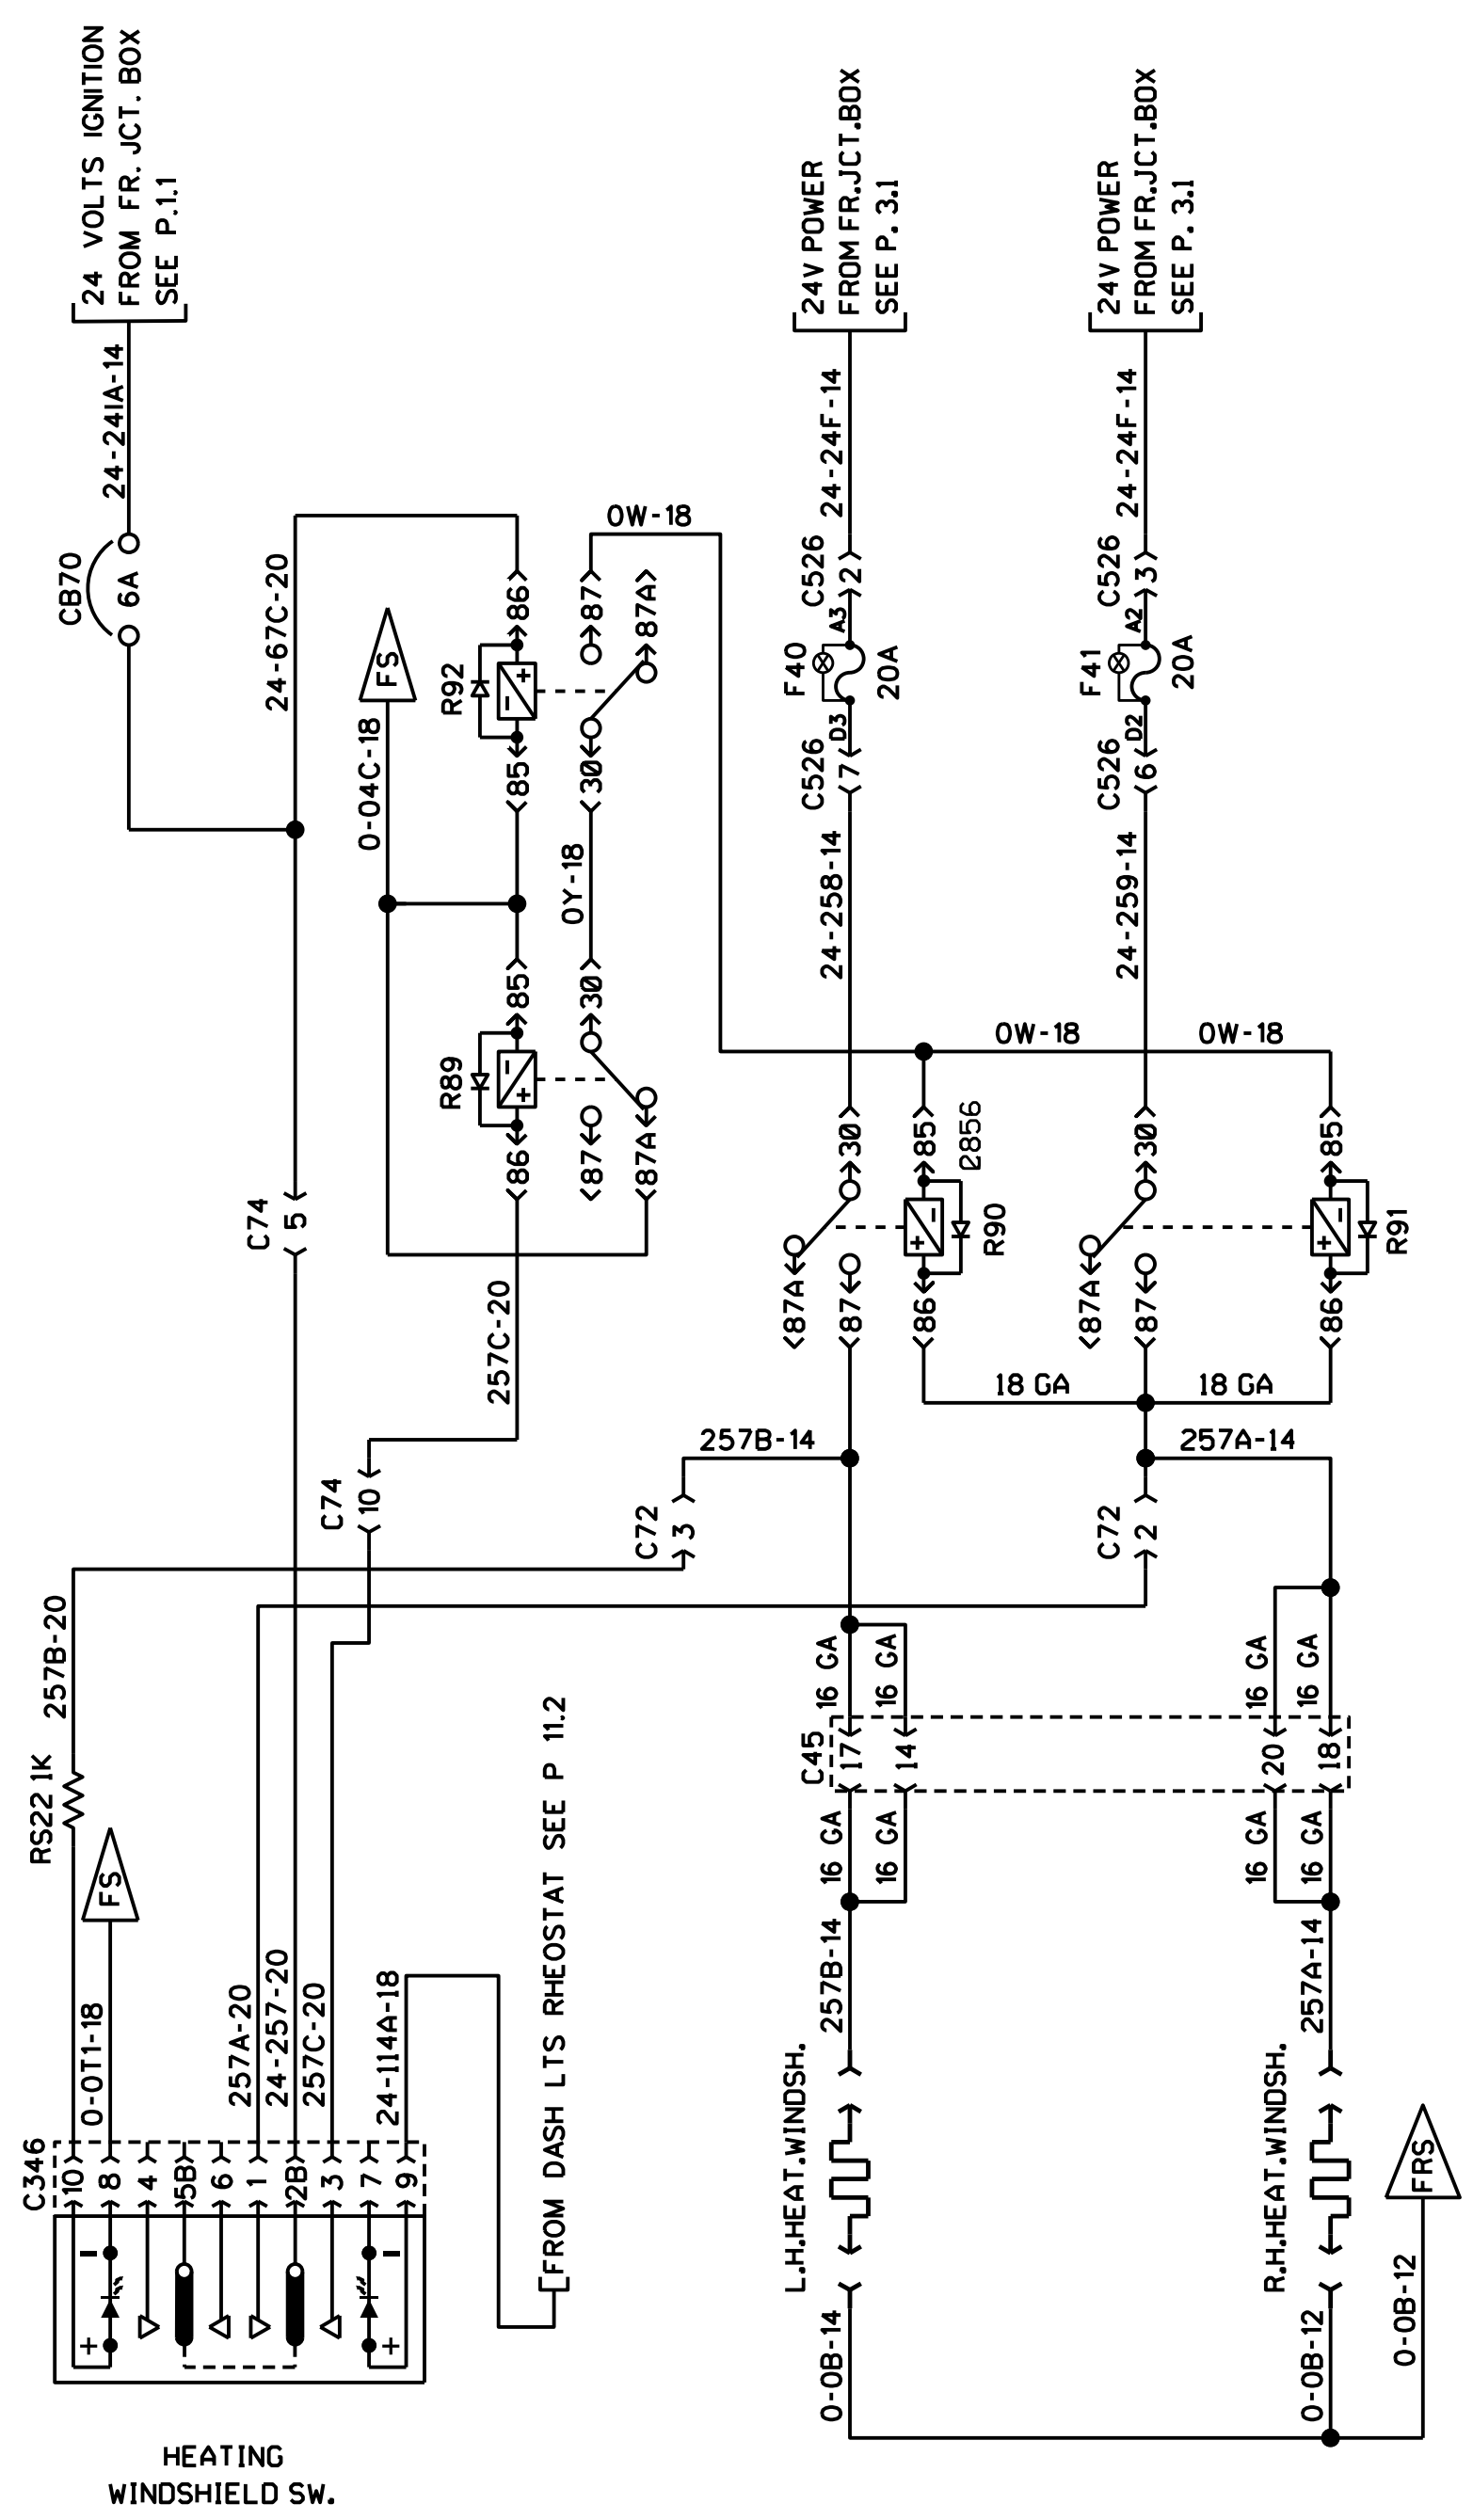 24 VOLTS IGNITION
FROM FR. JCT. BOX
SEE P.1.1
24-24IA-14
CB70
6A
24-67C-20
FS
0-04C-18
R92
86
85
87
87A
30
0W-18
0Y-18
R89
85
86
30
87
87A
C74
5
257C-20
C74
10
24V POWER
FROM FR.JCT.BOX
SEE P. 3.1
24-24F-14
C526
2
A3
F40
20A
D3
C526
7
24-258-14
24V POWER
FROM FR.JCT.BOX
SEE P. 3.1
24-24F-14
C526
3
A2
F41
20A
D2
C526
6
24-259-14
0W-18
0W-18
30
87A
87
85
2856
R90
86
30
87A
87
85
R91
86
18 GA
18 GA
257B-14
257A-14
C72
3
C72
2
257B-20
RS22 1K
FS
0-0T1-18
257A-20
24-257-20
257C-20
24-114A-18
FROM DASH LTS RHEOSTAT SEE P 11.2
16 GA
16 GA
16 GA
16 GA
C45
17
14
20
18
16 GA
16 GA
16 GA
16 GA
257B-14
257A-14
L.H.HEAT.WINDSH.
R.H.HEAT.WINDSH.
0-0B-14
0-0B-12
0-0B-12
FRS
C346
10
8
4
5B
6
1
2B
3
7
9
HEATING
WINDSHIELD SW.